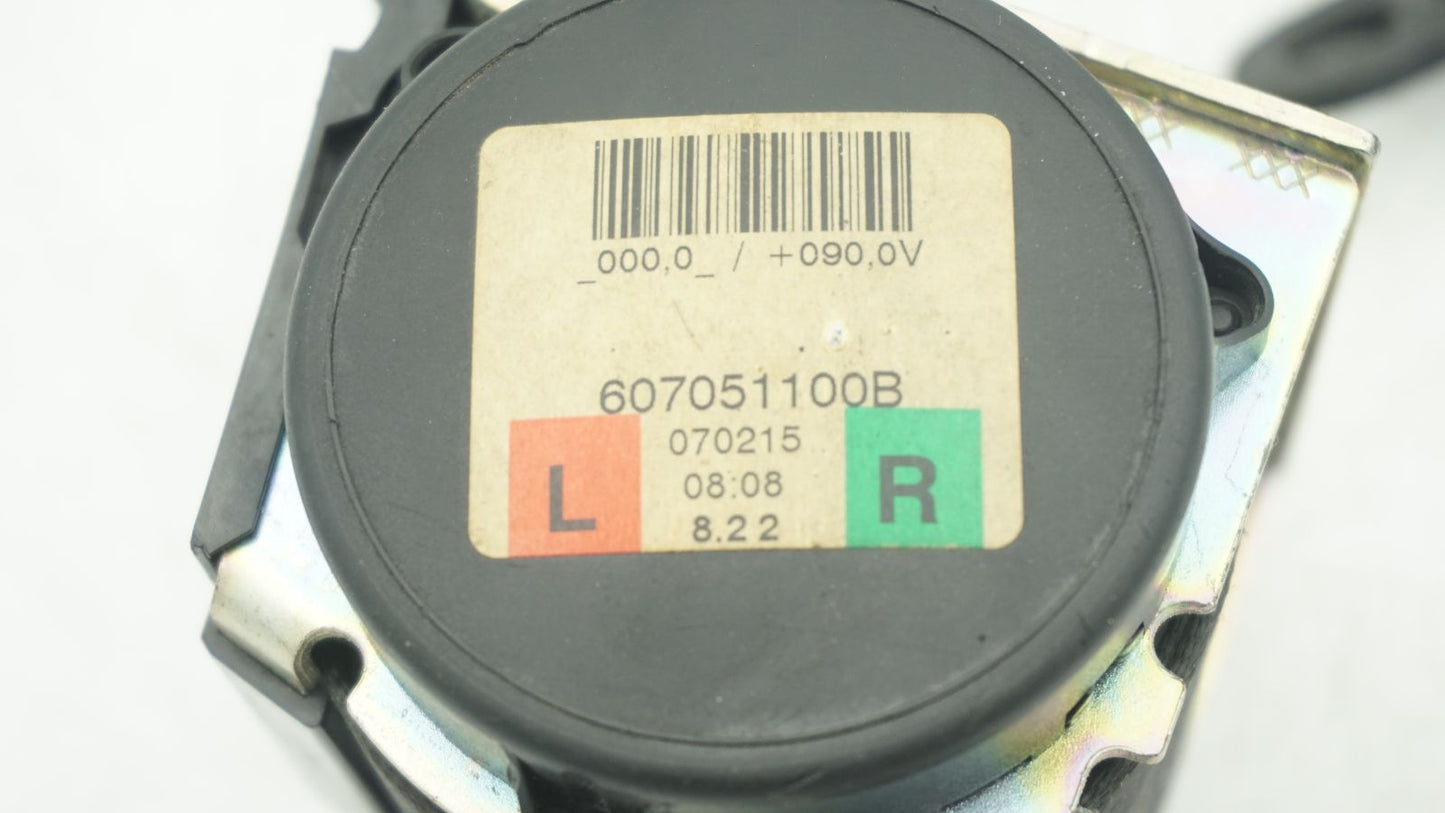 _000,0_ / +090,0V
607051100B
070215
08:08
8.22
L
R